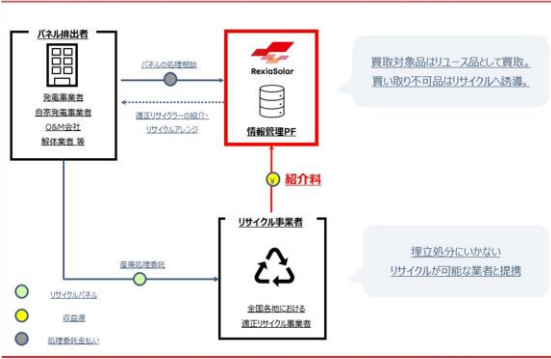 パネル排出者
発電事業者
自家発電事業者
O&M会社
解体業者 等
パネルの処理相談
適正リサイクラーの紹介・
リサイクルアレンジ
RexiaSolar
情報管理PF
買取対象品はリユース品として買取。
買い取り不可品はリサイクルへ誘導。
¥
紹介料
リサイクル事業者
全国各地における
適正リサイクル事業者
産廃処理委託
埋立処分にいかない
リサイクルが可能な業者と提携
リサイクルパネル
収益源
処理委託金払い